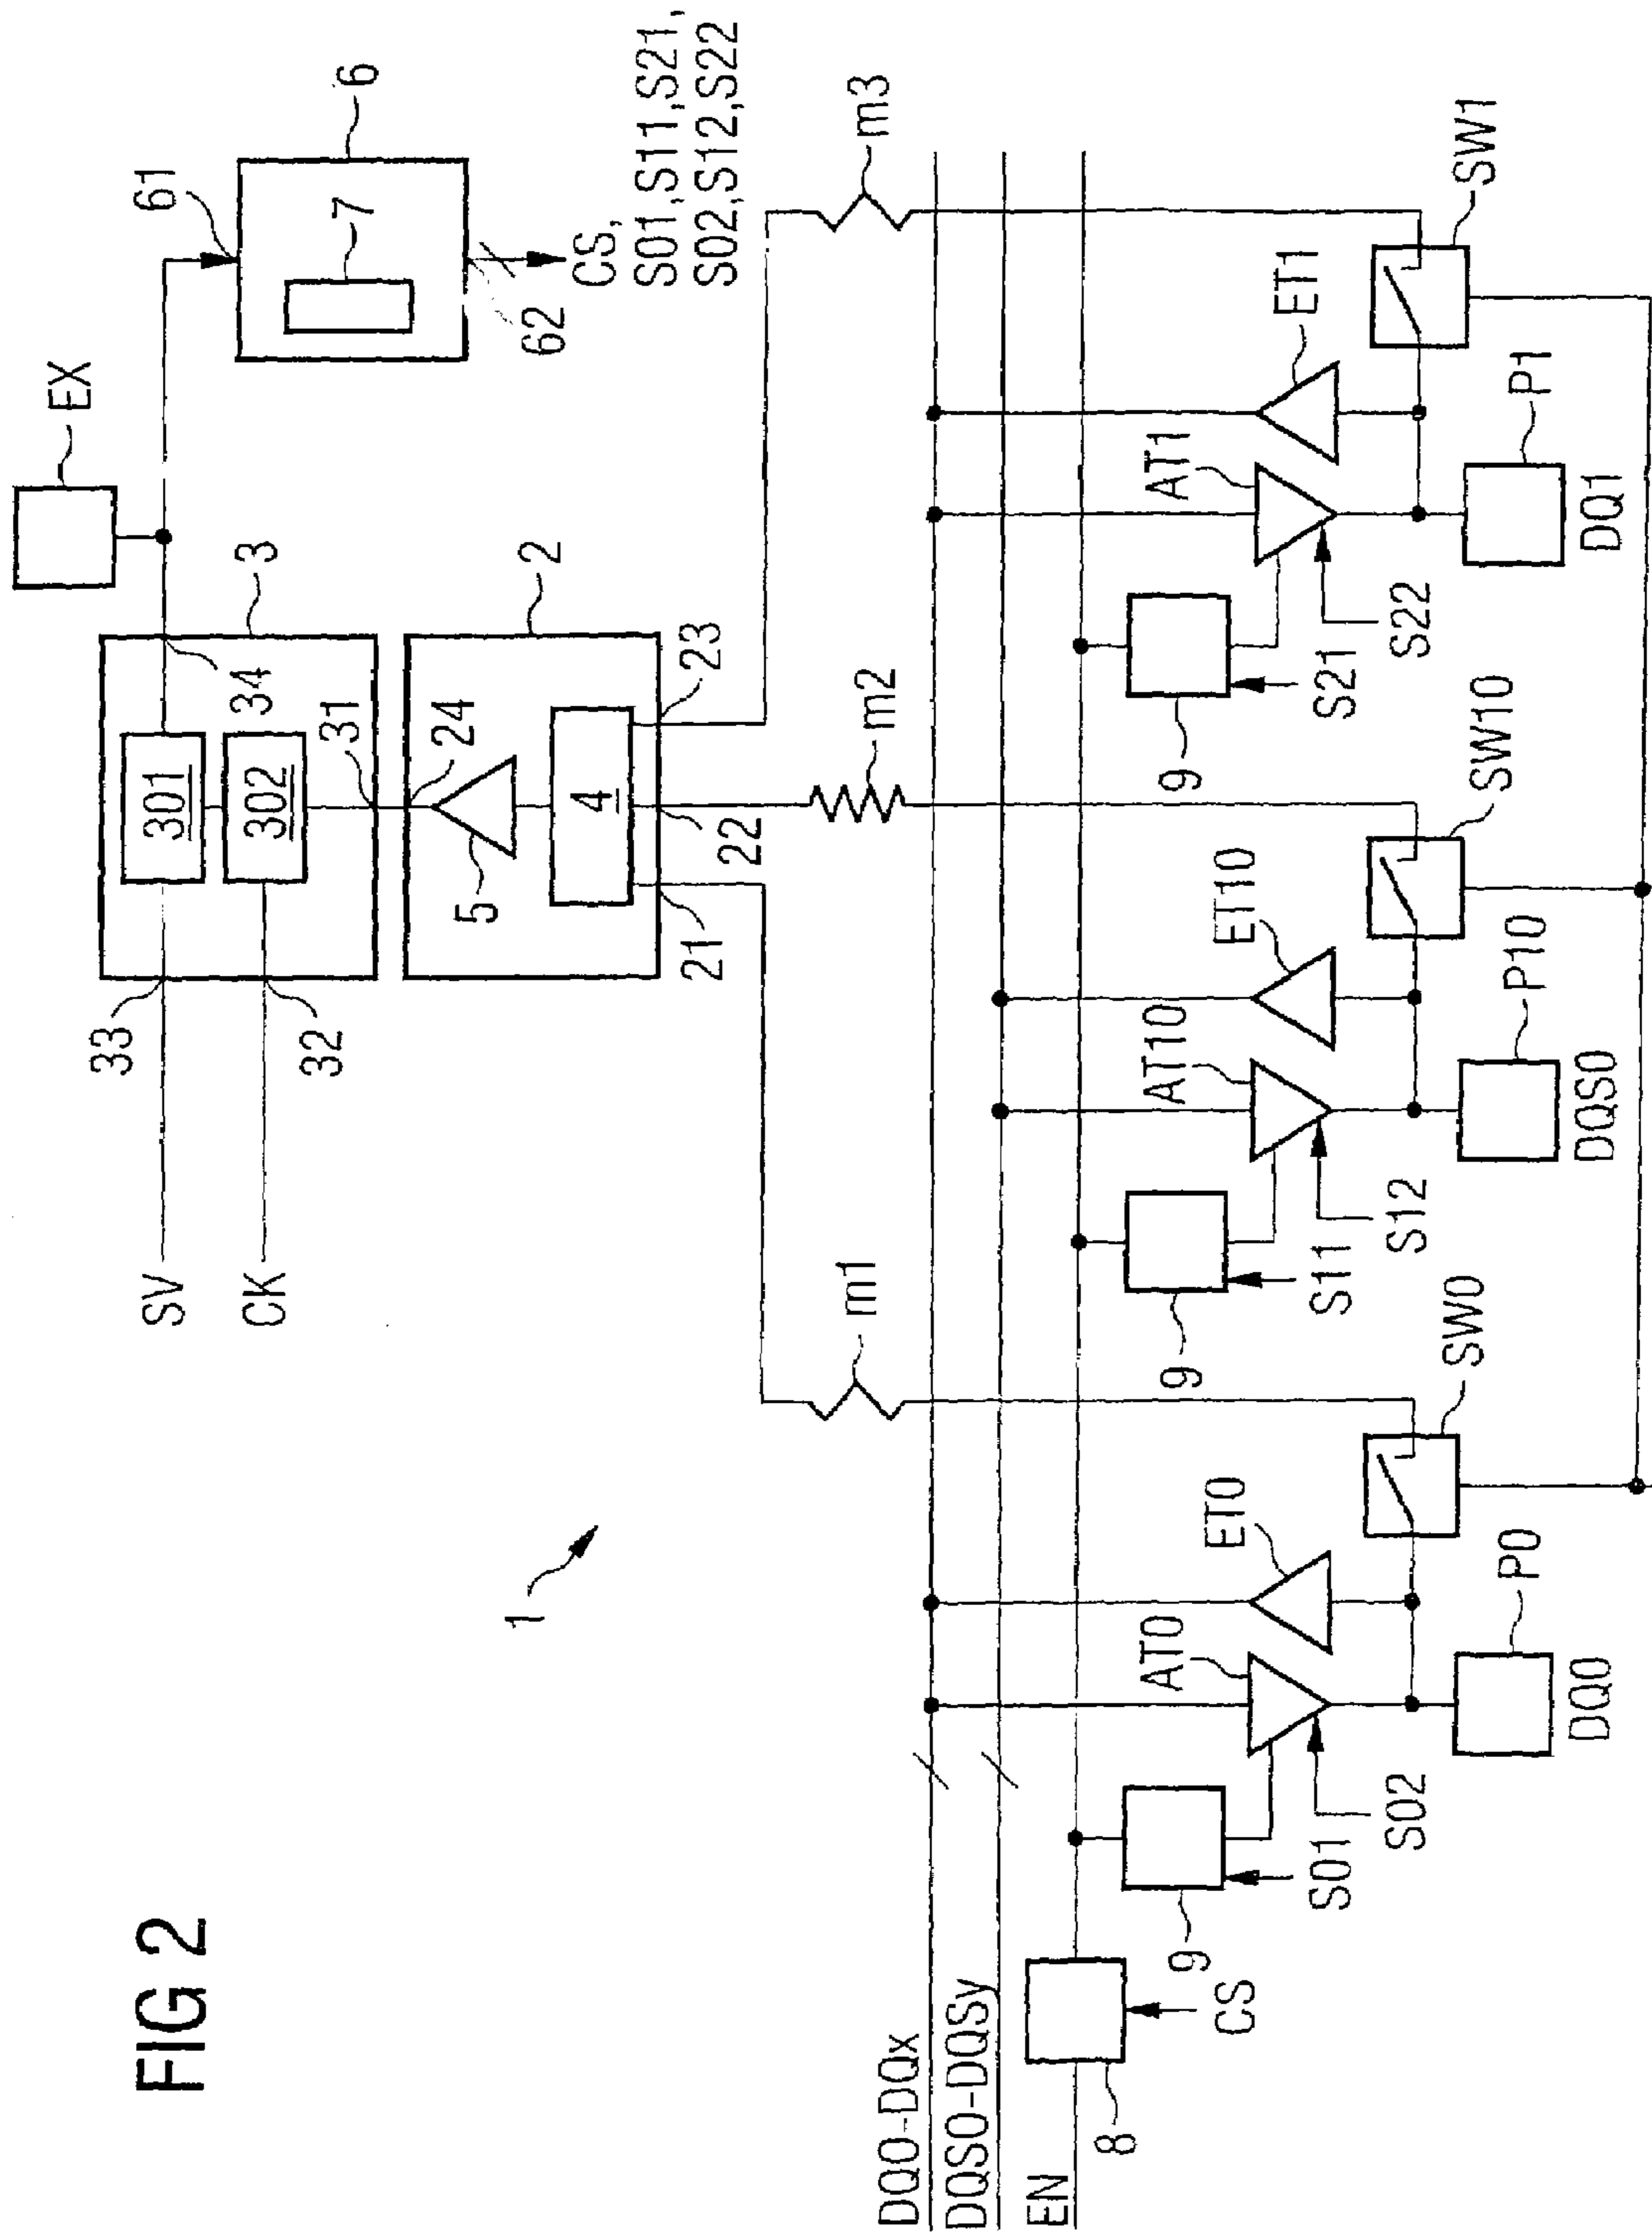 FIG 2
1
SV
CK
33
32
301
302
3
34
31
EX
61
6
7
62
CS,
S01,S11,S21,
S02,S12,S22
24
5
4
2
21
22
23
m1
m2
m3
DQ0-DQx
DQS0-DQSy
EN
8
CS
9
S01
S02
AT0
ET0
SW0
P0
DQ0
9
S11
S12
AT10
ET10
SW10
P10
DQS0
9
S21
S22
AT1
ET1
SW1
P1
DQ1